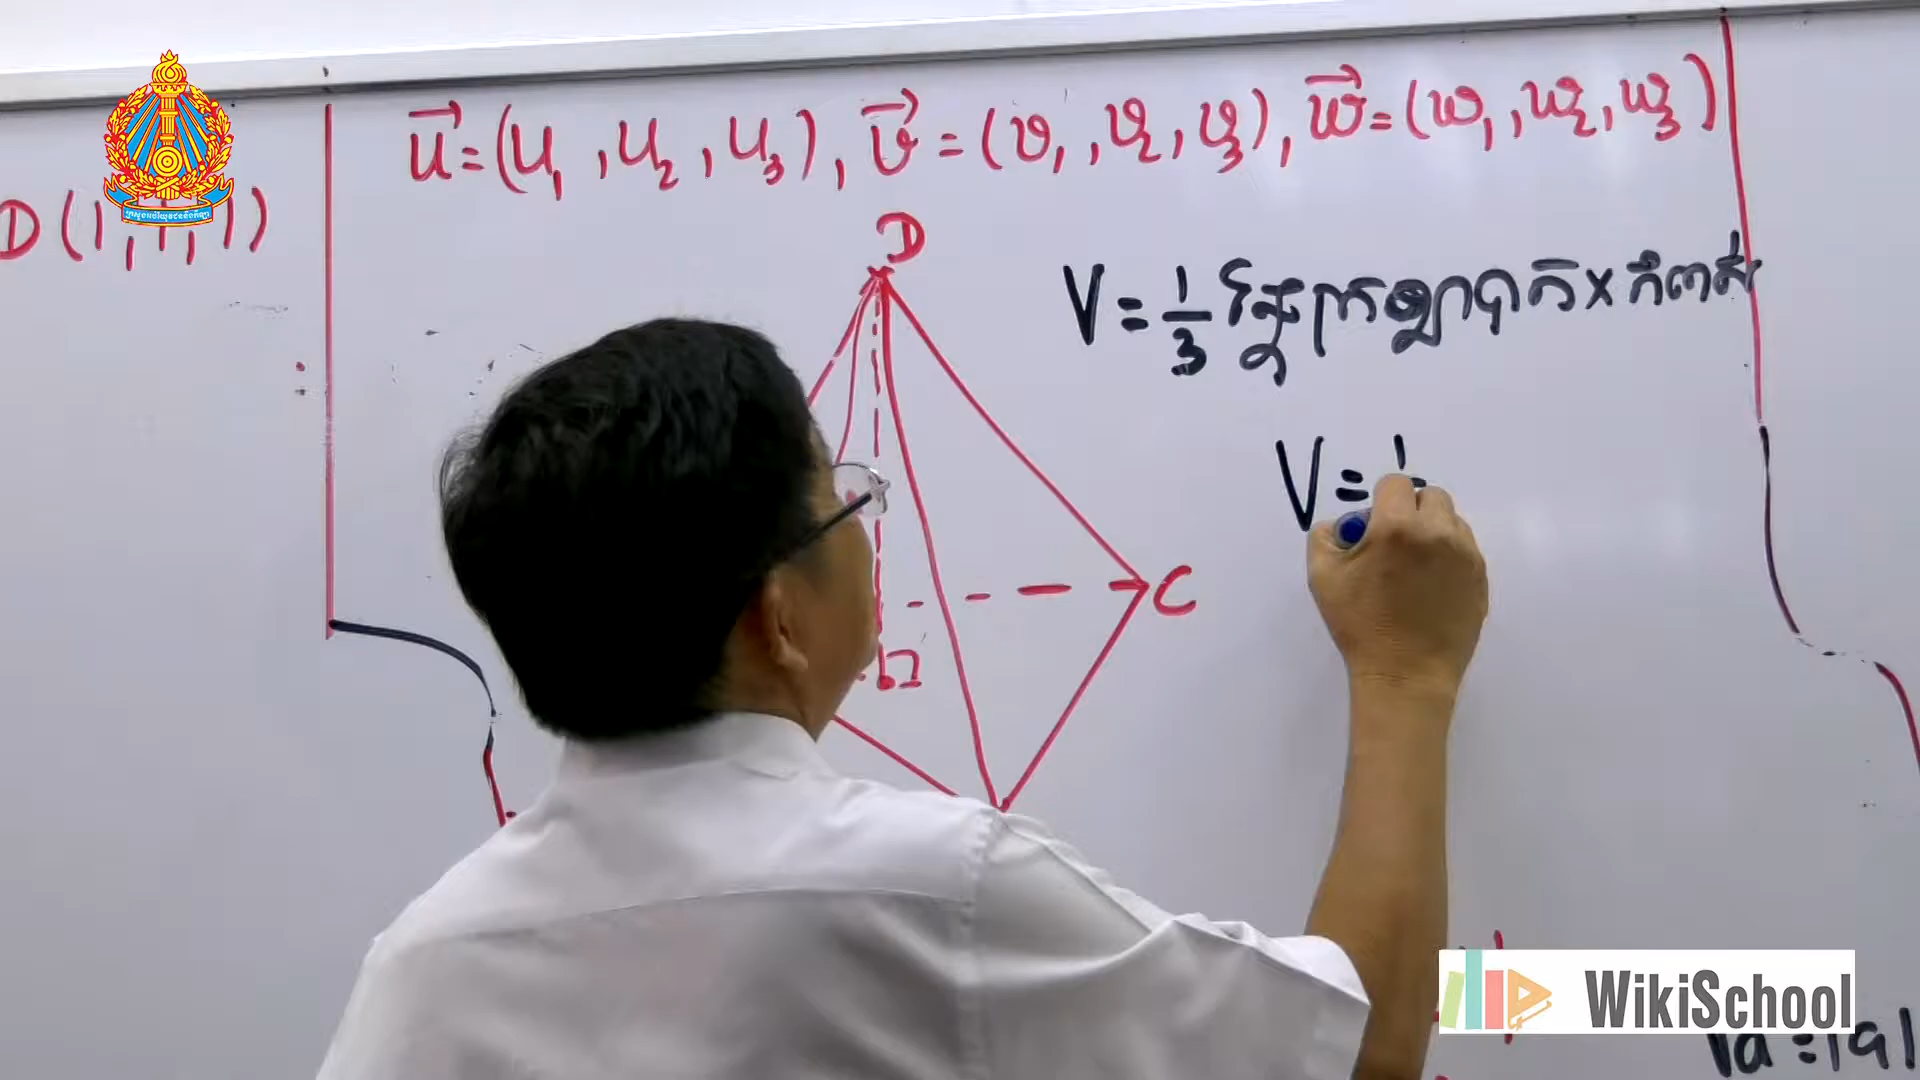 u⃗ = (u₁, u₂, u₃), v⃗ = (v₁, v₂, v₃), w⃗ = (w₁, w₂, w₃)
D(1,1,1)
D
V = 1/3 ផ្ទៃក្រឡាបាត × កំពស់
V = 1
C
WikiSchool